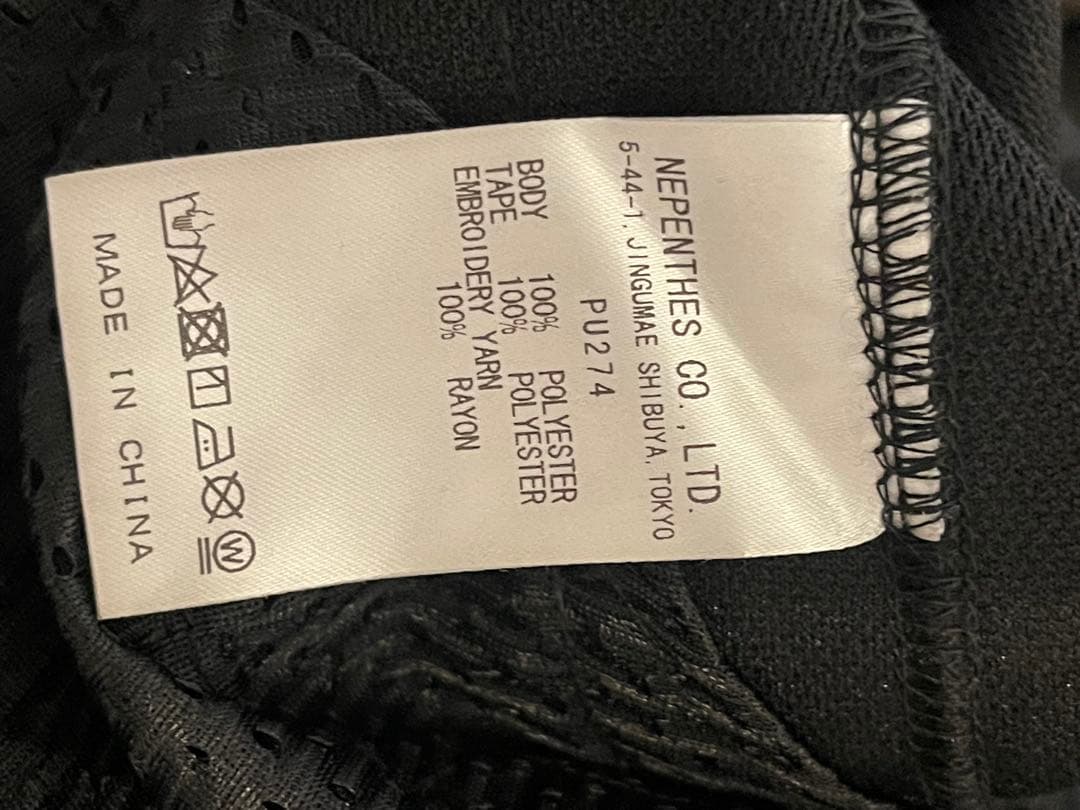 NEPENTHES CO., LTD.
5-44-1, JINGUMAE SHIBUYA, TOKYO
PU274
BODY 100% POLYESTER
TAPE 100% POLYESTER
EMBROIDERY YARN
100% RAYON
W
MADE IN CHINA